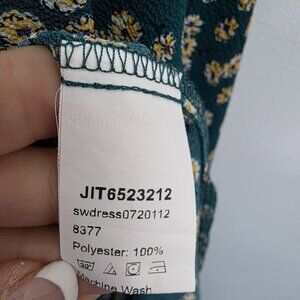 JIT6523212
swdress0720112
8377
Polyester: 100%
Machine Wash